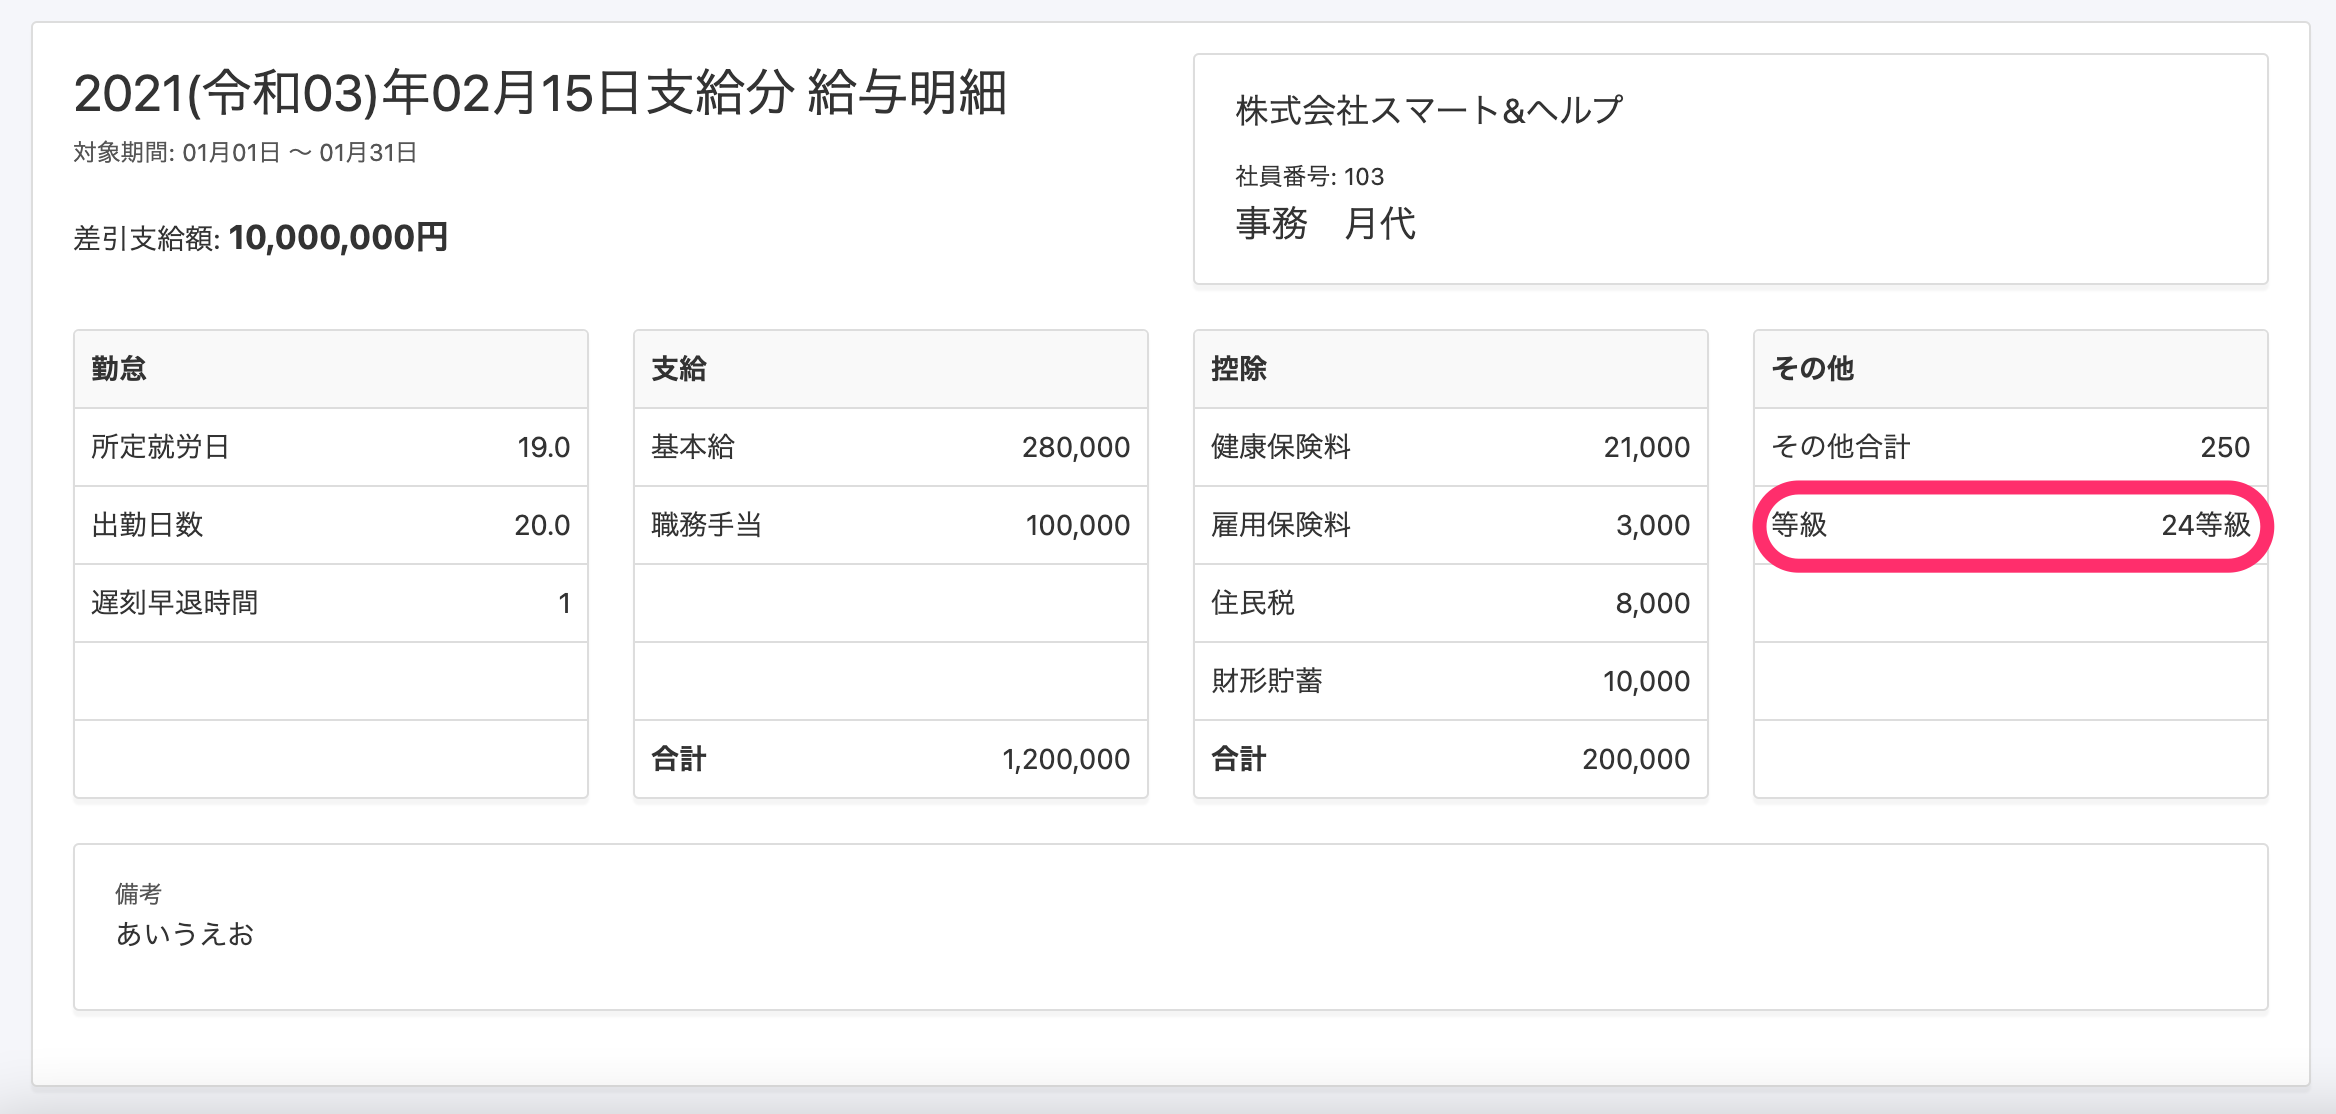 2021(令和03)年02月15日支給分 給与明細
対象期間: 01月01日 〜 01月31日
差引支給額: 10,000,000円
株式会社スマート&ヘルプ
社員番号: 103
事務　月代
勤怠
所定就労日 19.0
出勤日数 20.0
遅刻早退時間 1
支給
基本給 280,000
職務手当 100,000
合計 1,200,000
控除
健康保険料 21,000
雇用保険料 3,000
住民税 8,000
財形貯蓄 10,000
合計 200,000
その他
その他合計 250
等級 24等級
備考
あいうえお